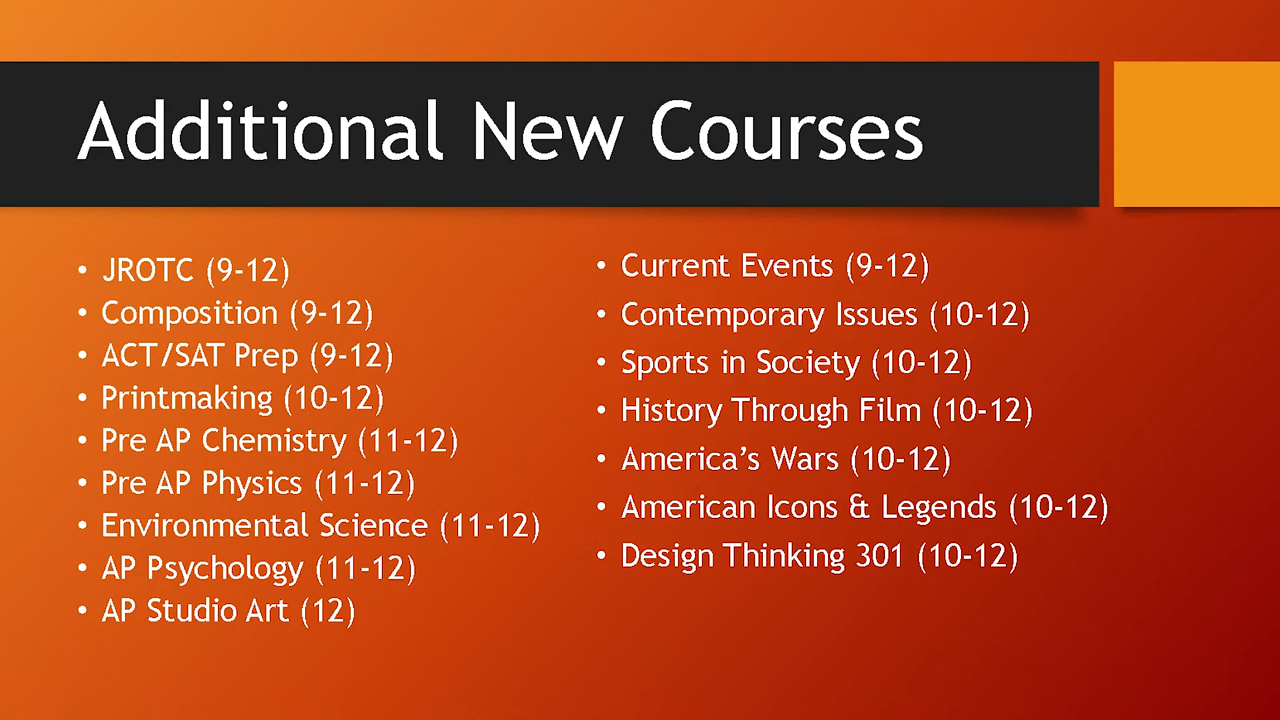 Additional New Courses
• JROTC (9-12)
• Composition (9-12)
• ACT/SAT Prep (9-12)
• Printmaking (10-12)
• Pre AP Chemistry (11-12)
• Pre AP Physics (11-12)
• Environmental Science (11-12)
• AP Psychology (11-12)
• AP Studio Art (12)
• Current Events (9-12)
• Contemporary Issues (10-12)
• Sports in Society (10-12)
• History Through Film (10-12)
• America’s Wars (10-12)
• American Icons & Legends (10-12)
• Design Thinking 301 (10-12)